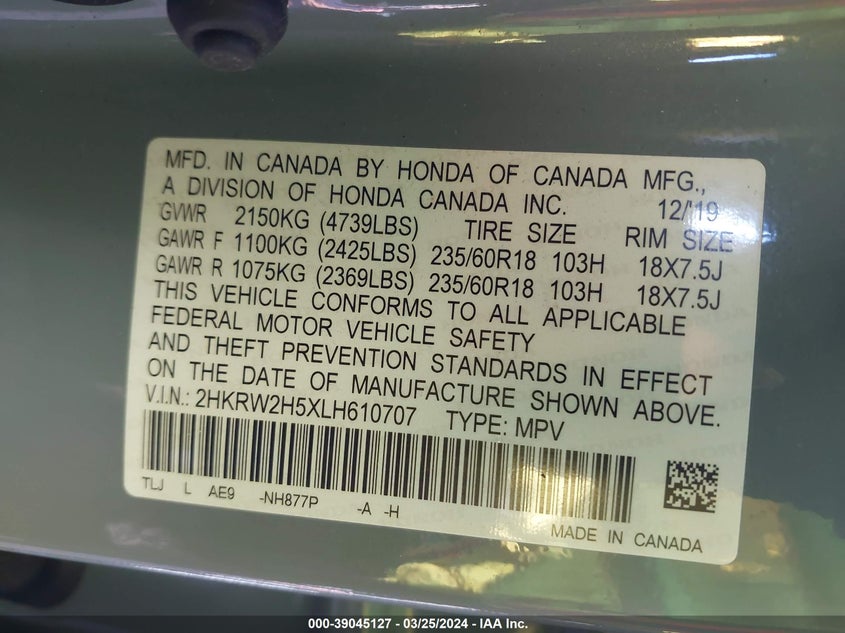 MFD. IN CANADA BY HONDA OF CANADA MFG.,
A DIVISION OF HONDA CANADA INC. 12/'19
GVWR 2150KG (4739LBS) TIRE SIZE RIM SIZE
GAWR F 1100KG (2425LBS) 235/60R18 103H 18X7.5J
GAWR R 1075KG (2369LBS) 235/60R18 103H 18X7.5J
THIS VEHICLE CONFORMS TO ALL APPLICABLE
FEDERAL MOTOR VEHICLE SAFETY
AND THEFT PREVENTION STANDARDS IN EFFECT
ON THE DATE OF MANUFACTURE SHOWN ABOVE.
V.I.N.: 2HKRW2H5XLH610707 TYPE: MPV
TLJ L AE9 -NH877P -A -H
MADE IN CANADA
000-39045127 - 03/25/2024 - IAA Inc.